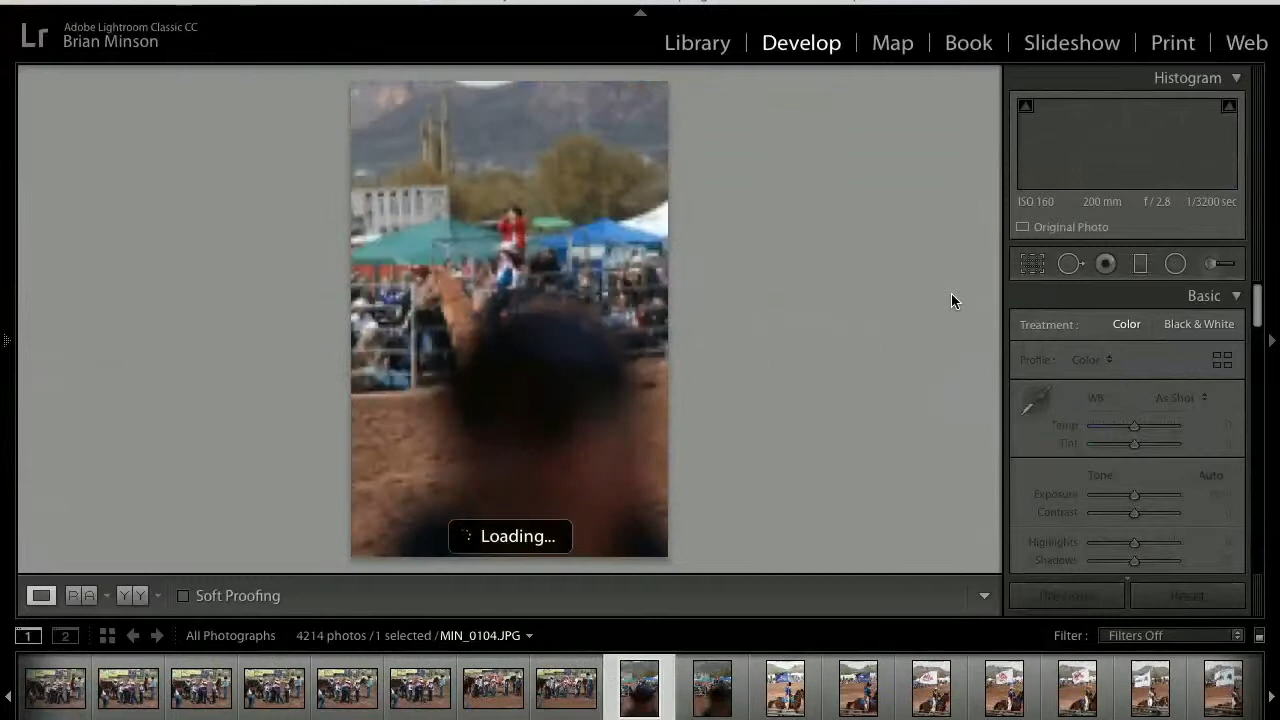 Lr
Adobe Lightroom Classic CC
Brian Minson
Library
Develop
Map
Book
Slideshow
Print
Web
Histogram
ISO 160 200 mm f / 2.8 1/3200 sec
Original Photo
Basic
Treatment : Color Black & White
Profile : Color
WB As Shot
Temp
Tint
Tone Auto
Exposure
Contrast
Highlights
Shadows
Loading...
R A
Y Y
Soft Proofing
Reset
1 2 All Photographs 4214 photos / 1 selected / MIN_0104.JPG
Filter : Filters Off